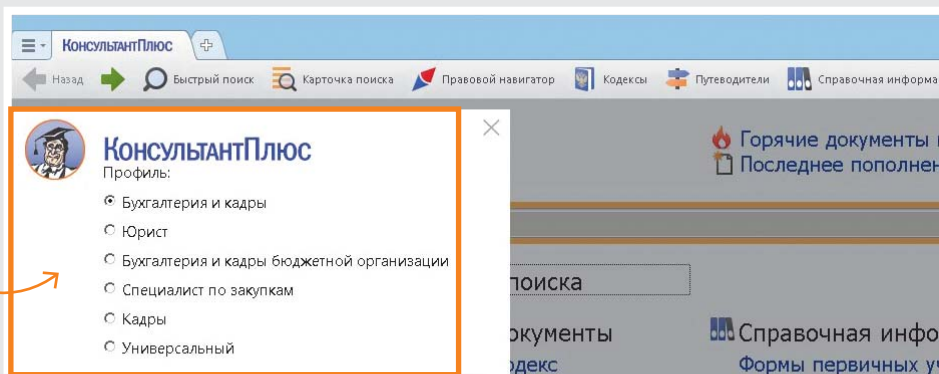 КонсультантПлюс
Назад Быстрый поиск Карточка поиска Правовой навигатор Кодексы Путеводители Справочная информа
КонсультантПлюс
Профиль:
Бухгалтерия и кадры
Юрист
Бухгалтерия и кадры бюджетной организации
Специалист по закупкам
Кадры
Универсальный
Горячие документы
Последнее пополнен
поиска
окументы
одекс
Справочная инфо
Формы первичных у